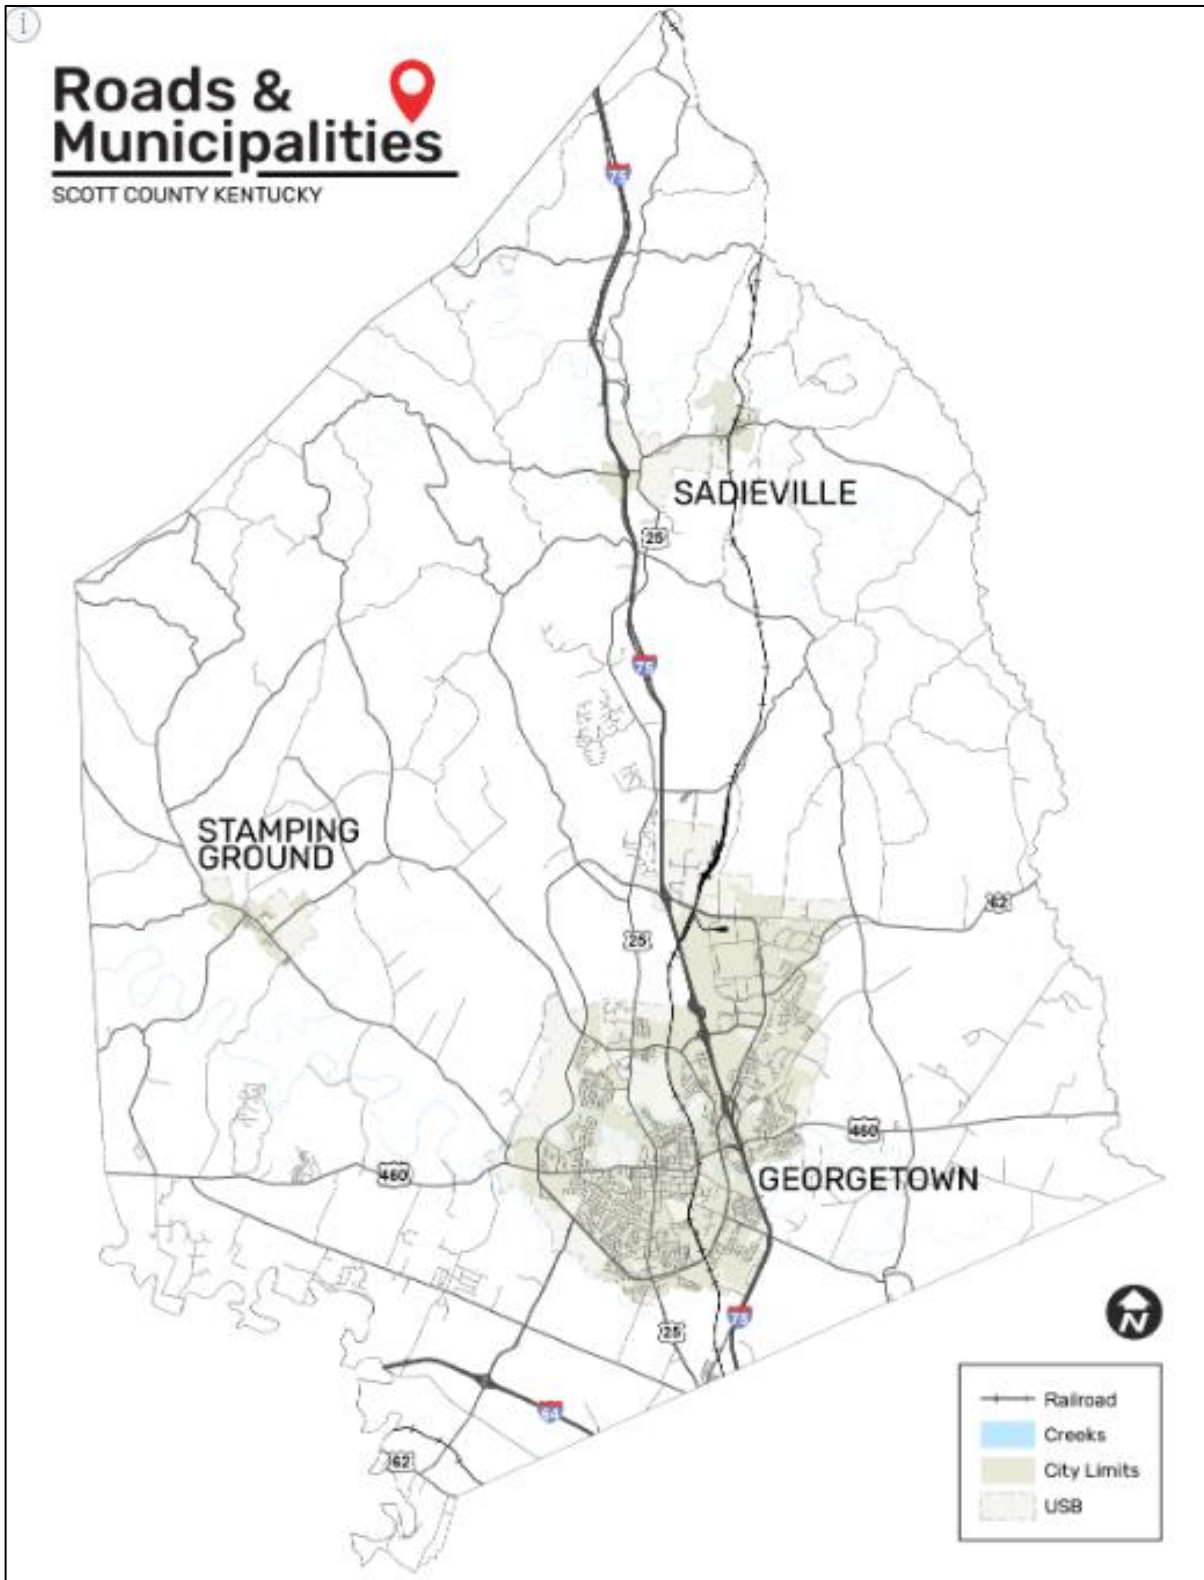 i
Roads &
Municipalities
SCOTT COUNTY KENTUCKY
75
SADIEVILLE
25
75
STAMPING
GROUND
62
25
460
460
GEORGETOWN
75
25
64
62
N
Railroad
Creeks
City Limits
USB